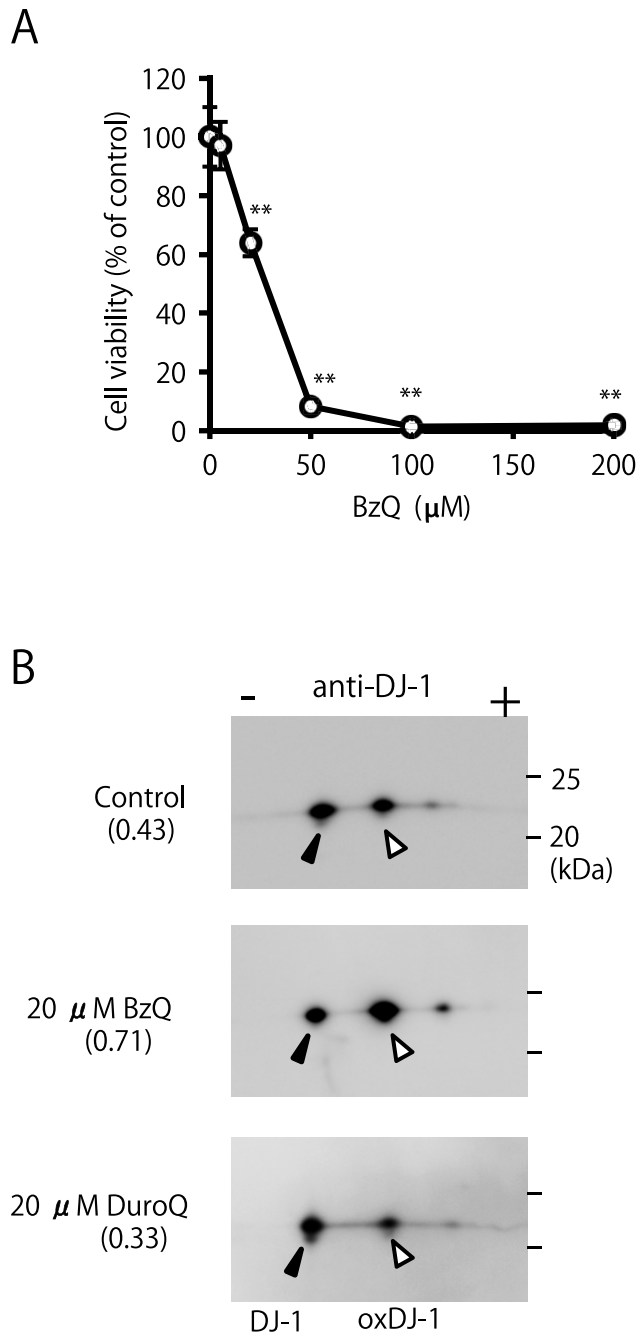 A
120
100
80
60
40
20
0
Cell viability (% of control)
**
**
**
**
0 50 100 150 200
BzQ (μM)
B
- anti-DJ-1 +
Control
(0.43)
25
20
(kDa)
20 μM BzQ
(0.71)
20 μM DuroQ
(0.33)
DJ-1 oxDJ-1